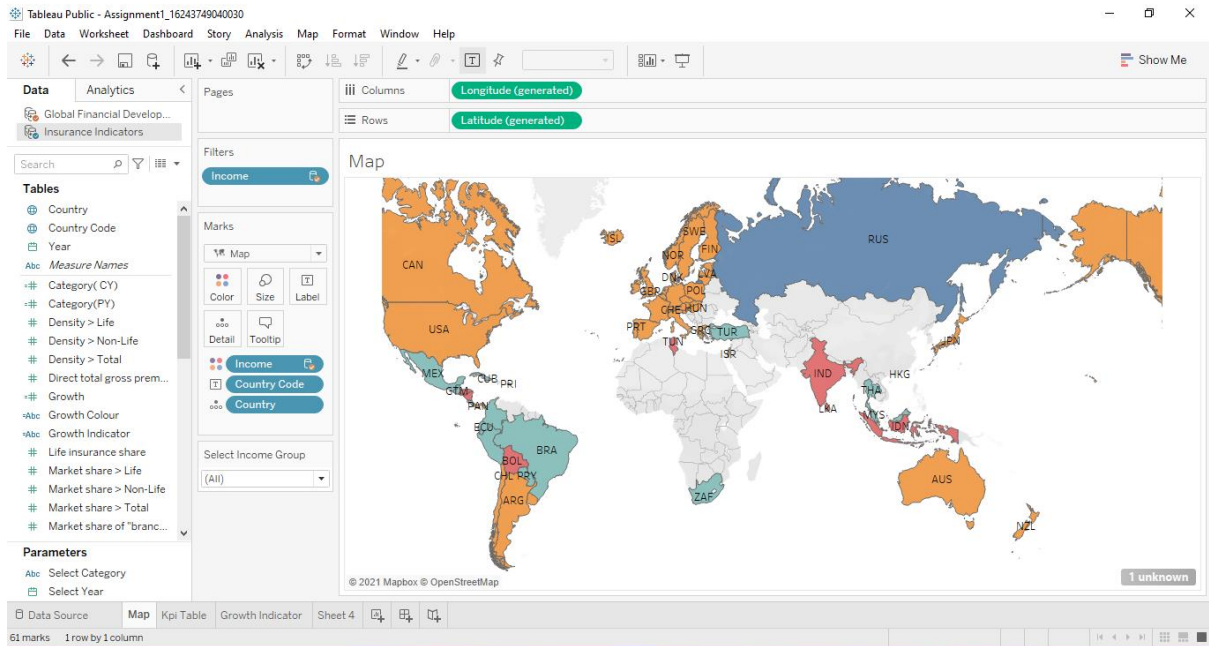 Tableau Public - Assignment1_16243749040030
File Data Worksheet Dashboard Story Analysis Map Format Window Help
Show Me
Data Analytics
Global Financial Develop...
Insurance Indicators
Search
Tables
Country
Country Code
Year
Abc Measure Names
=# Category( CY)
=# Category(PY)
# Density > Life
# Density > Non-Life
# Density > Total
# Direct total gross prem...
=# Growth
=Abc Growth Colour
=Abc Growth Indicator
# Life insurance share
# Market share > Life
# Market share > Non-Life
# Market share > Total
# Market share of "branc...
Parameters
Abc Select Category
Select Year
Pages
Filters
Income
Marks
Map
Color Size Label
Detail Tooltip
Income
Country Code
Country
Select Income Group
(All)
Columns Longitude (generated)
Rows Latitude (generated)
Map
CAN
USA
MEX
CUB
PRI
GTM
PAN
ECU
BRA
BOL
CHL
PRY
ARG
ISL
SWE
NOR
FIN
DNK
LVA
GBR
POL
CHE
HUN
PRT
GRC
TUR
TUN
ISR
RUS
JPN
IND
HKG
THA
LKA
MYS
IDN
ZAF
AUS
NZL
© 2021 Mapbox © OpenStreetMap
1 unknown
Data Source Map Kpi Table Growth Indicator Sheet 4
61 marks 1 row by 1 column